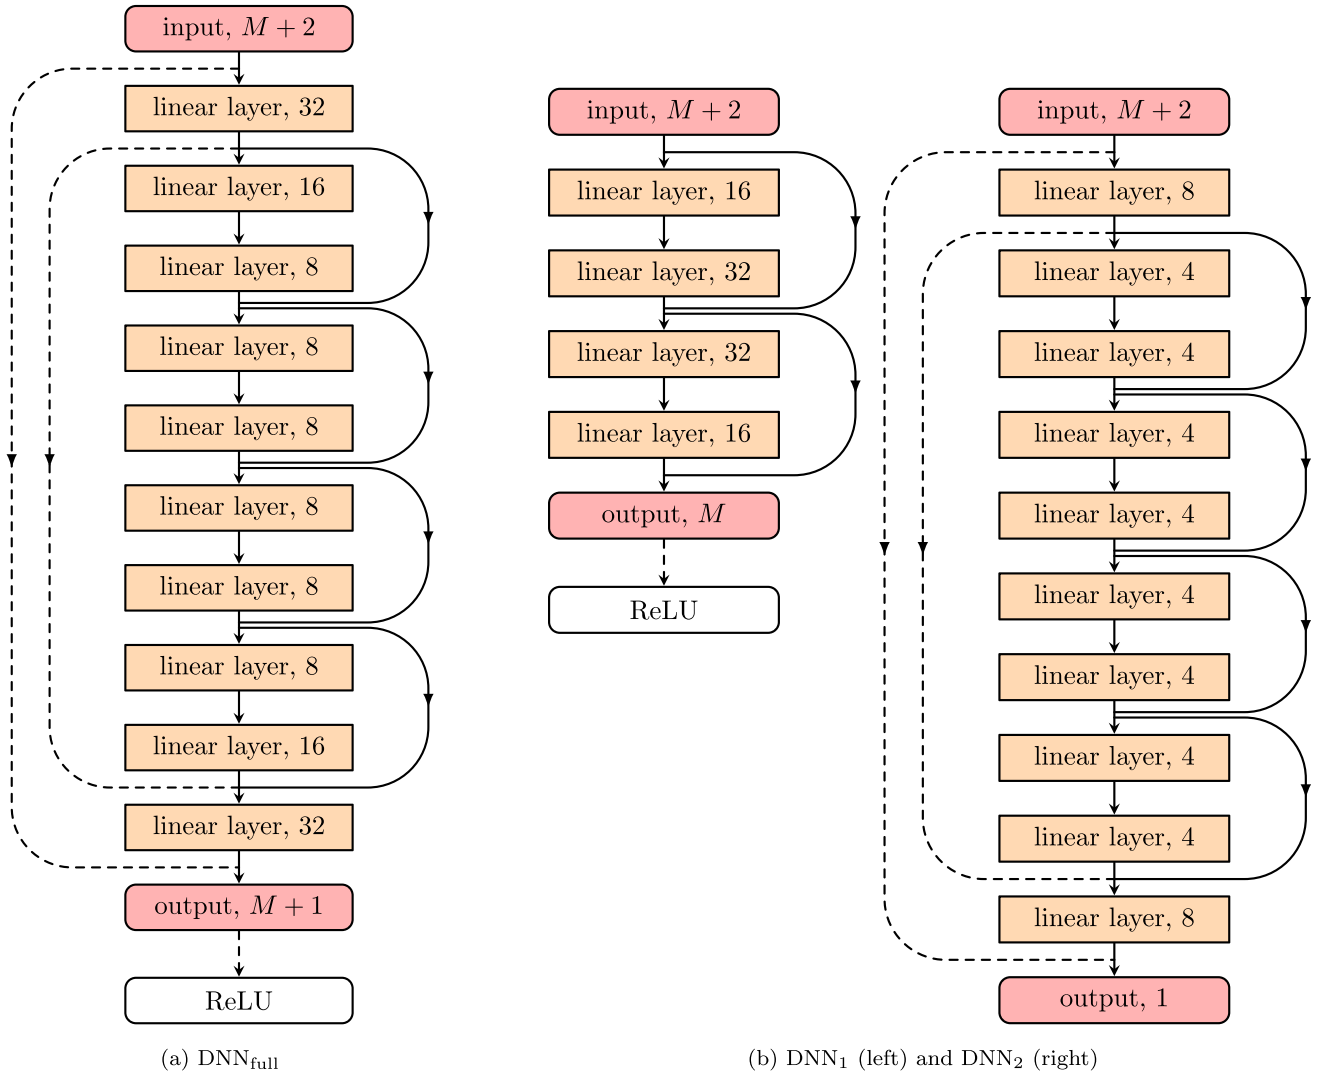 input, M + 2
linear layer, 32
linear layer, 16
linear layer, 8
linear layer, 8
linear layer, 8
linear layer, 8
linear layer, 8
linear layer, 8
linear layer, 16
linear layer, 32
output, M + 1
ReLU
(a) DNNfull
input, M + 2
linear layer, 16
linear layer, 32
linear layer, 32
linear layer, 16
output, M
ReLU
input, M + 2
linear layer, 8
linear layer, 4
linear layer, 4
linear layer, 4
linear layer, 4
linear layer, 4
linear layer, 4
linear layer, 4
linear layer, 4
linear layer, 8
output, 1
(b) DNN1 (left) and DNN2 (right)